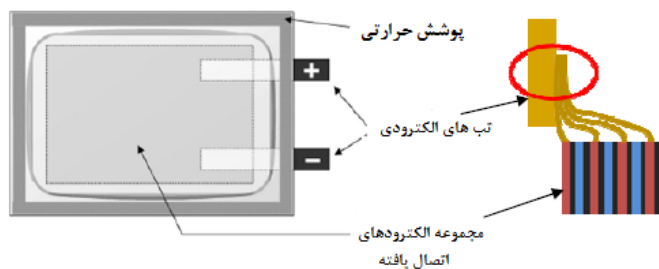 پوشش حرارتی
+
تب های الکترودی
−
مجموعه الکترودهای
اتصال یافته